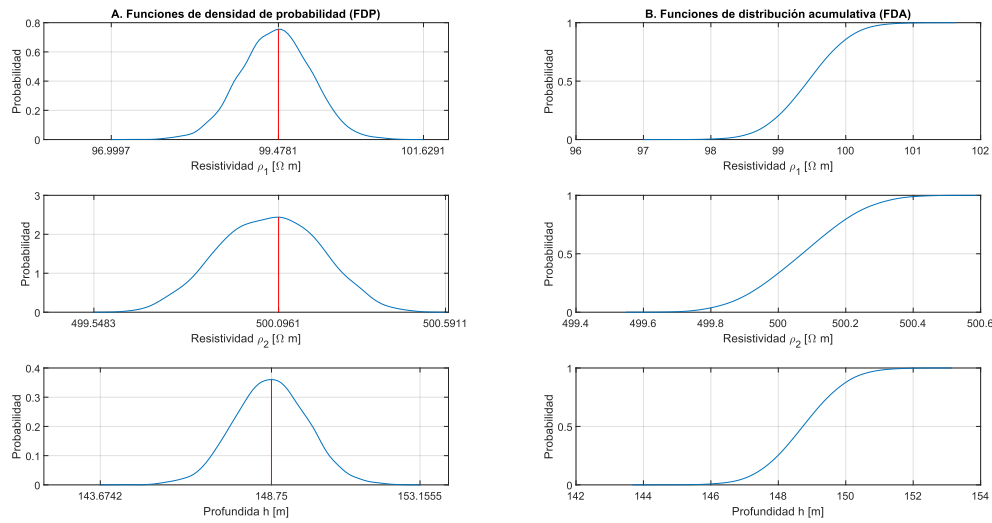 A. Funciones de densidad de probabilidad (FDP)
0.8
0.6
0.4
0.2
0
Probabilidad
96.9997 99.4781 101.6291
Resistividad ρ1 [Ω m]
B. Funciones de distribución acumulativa (FDA)
1
0.5
0
Probabilidad
96 97 98 99 100 101 102
Resistividad ρ1 [Ω m]
3
2
1
0
Probabilidad
499.5483 500.0961 500.5911
Resistividad ρ2 [Ω m]
1
0.5
0
Probabilidad
499.4 499.6 499.8 500 500.2 500.4 500.6
Resistividad ρ2 [Ω m]
0.4
0.3
0.2
0.1
0
Probabilidad
143.6742 148.75 153.1555
Profundida h [m]
1
0.5
0
Probabilidad
142 144 146 148 150 152 154
Profundidad h [m]